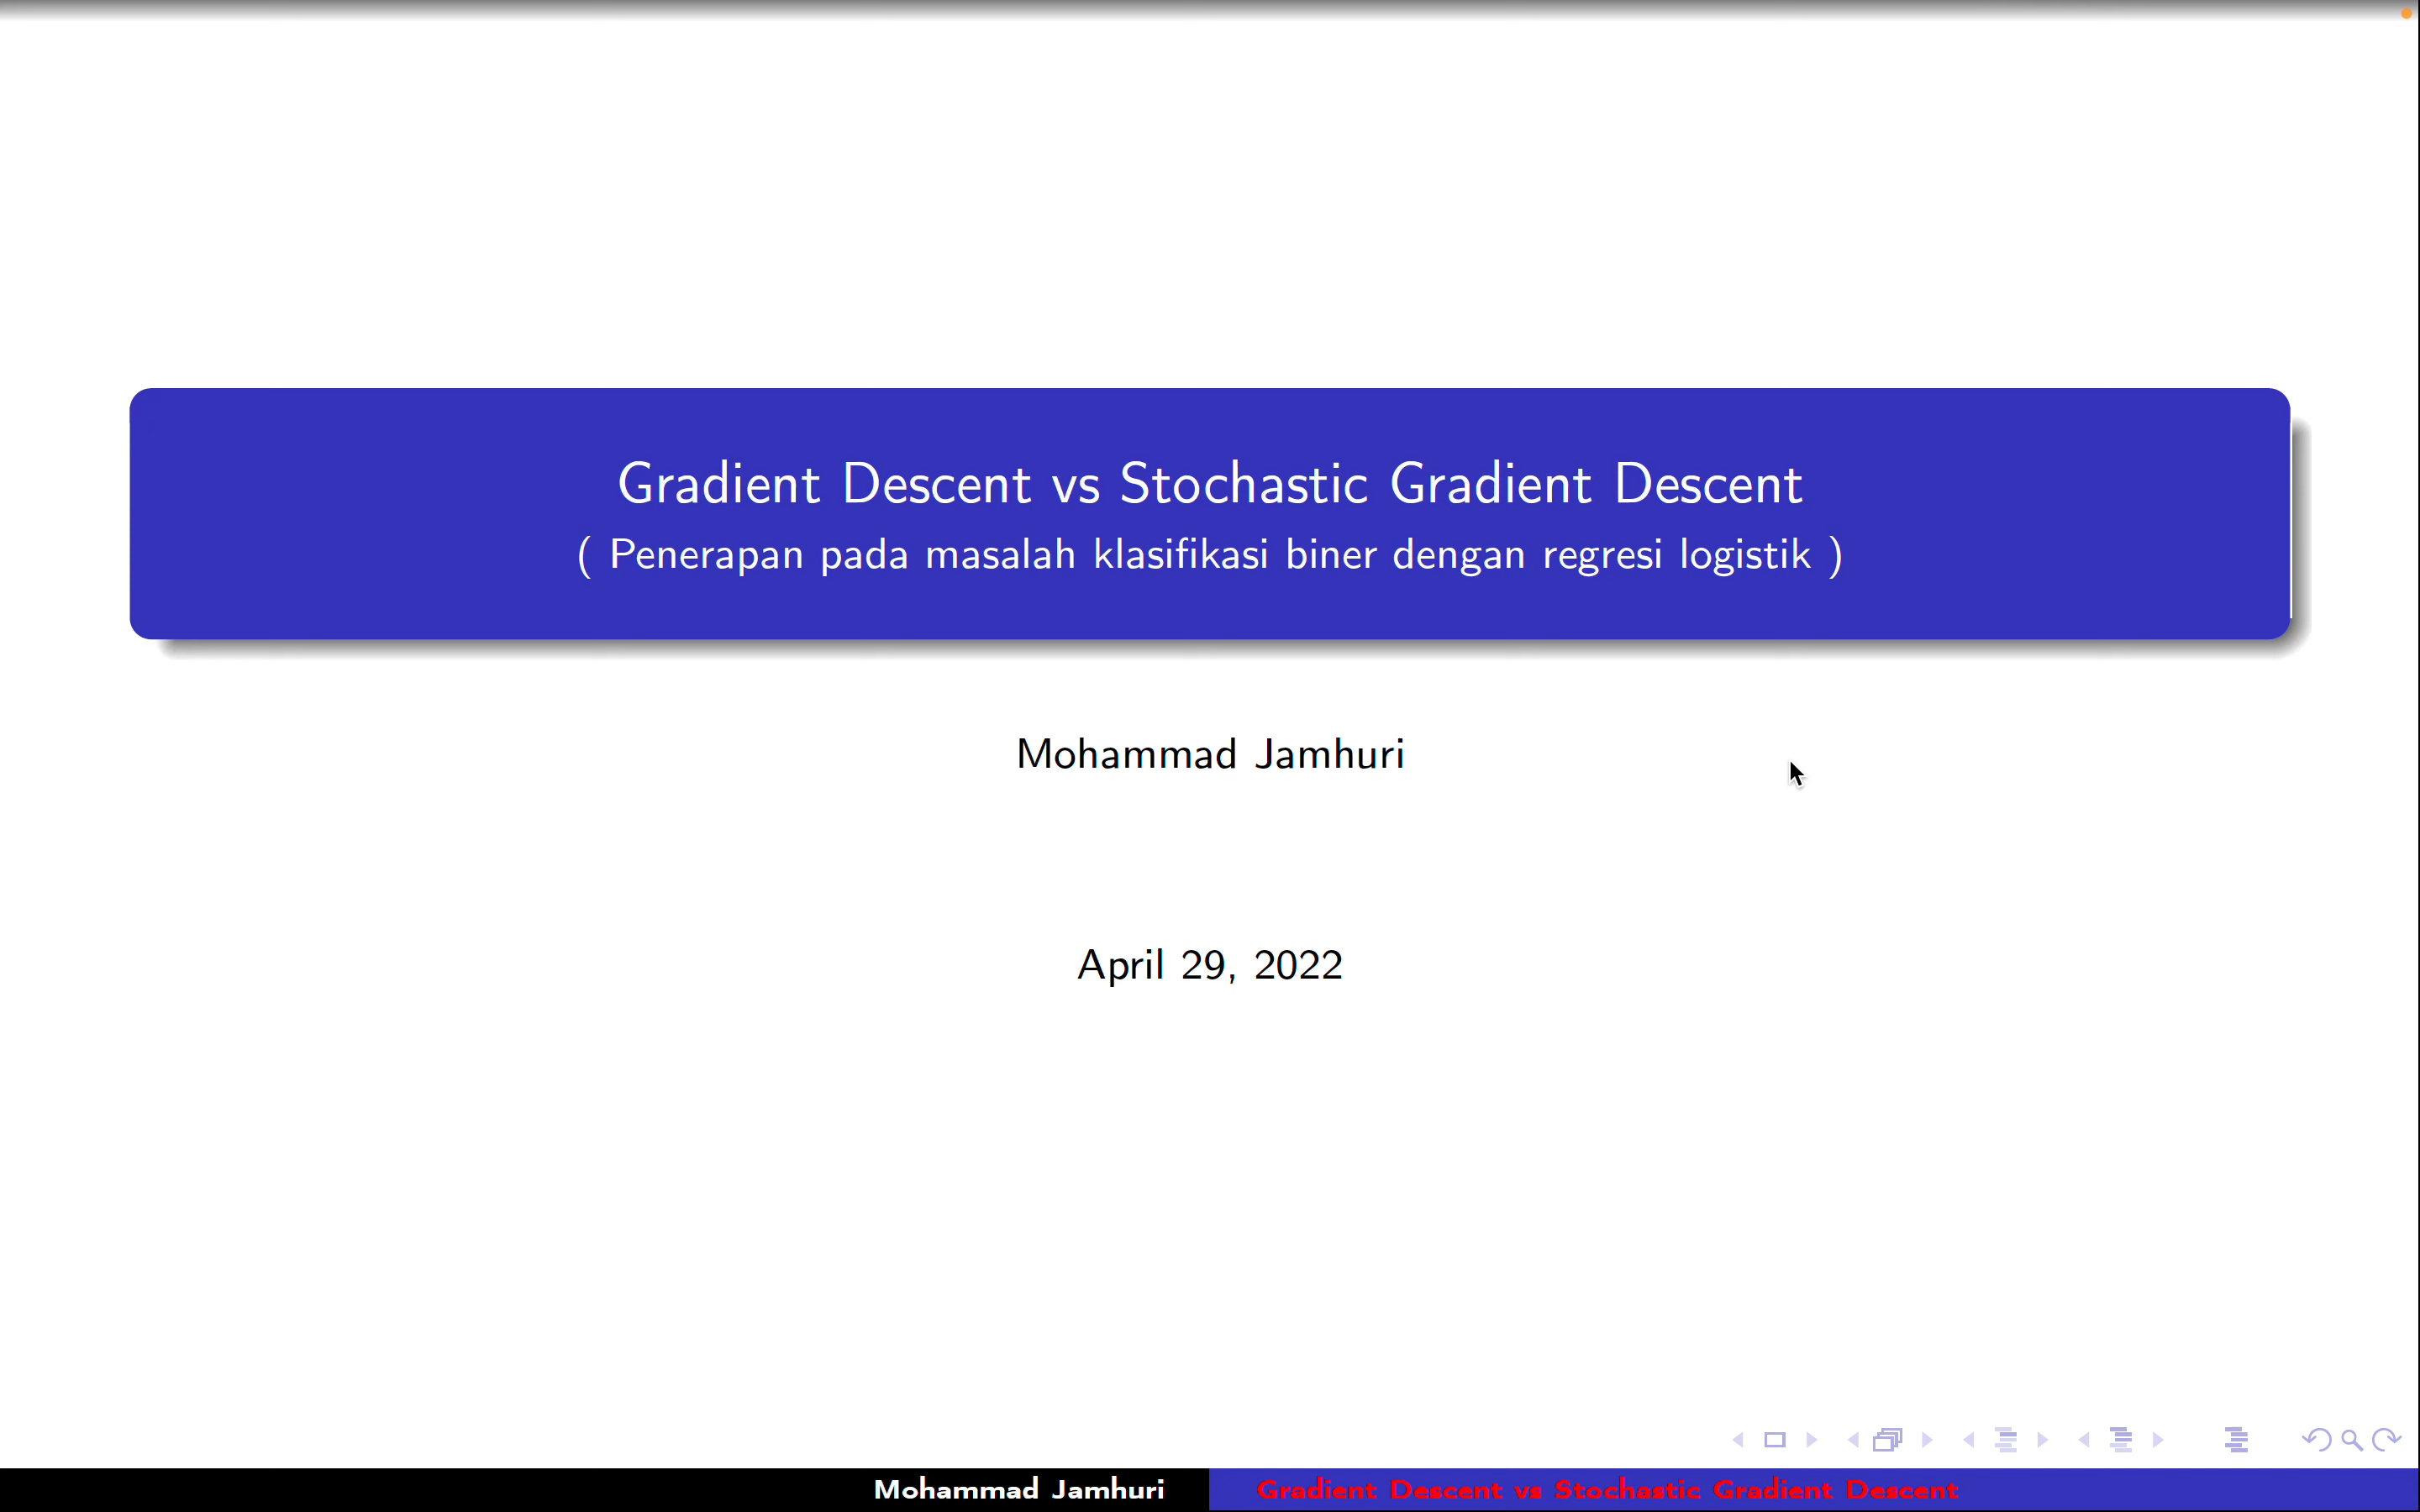 Gradient Descent vs Stochastic Gradient Descent
( Penerapan pada masalah klasifikasi biner dengan regresi logistik )
Mohammad Jamhuri
April 29, 2022
Mohammad Jamhuri
Gradient Descent vs Stochastic Gradient Descent